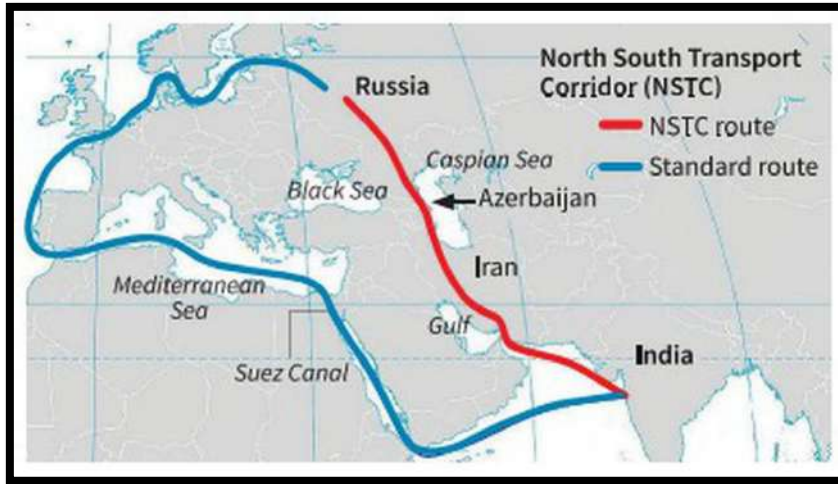 North South Transport
Corridor (NSTC)
NSTC route
Standard route
Russia
Caspian Sea
Black Sea
Azerbaijan
Iran
Mediterranean
Sea
Gulf
Suez Canal
India